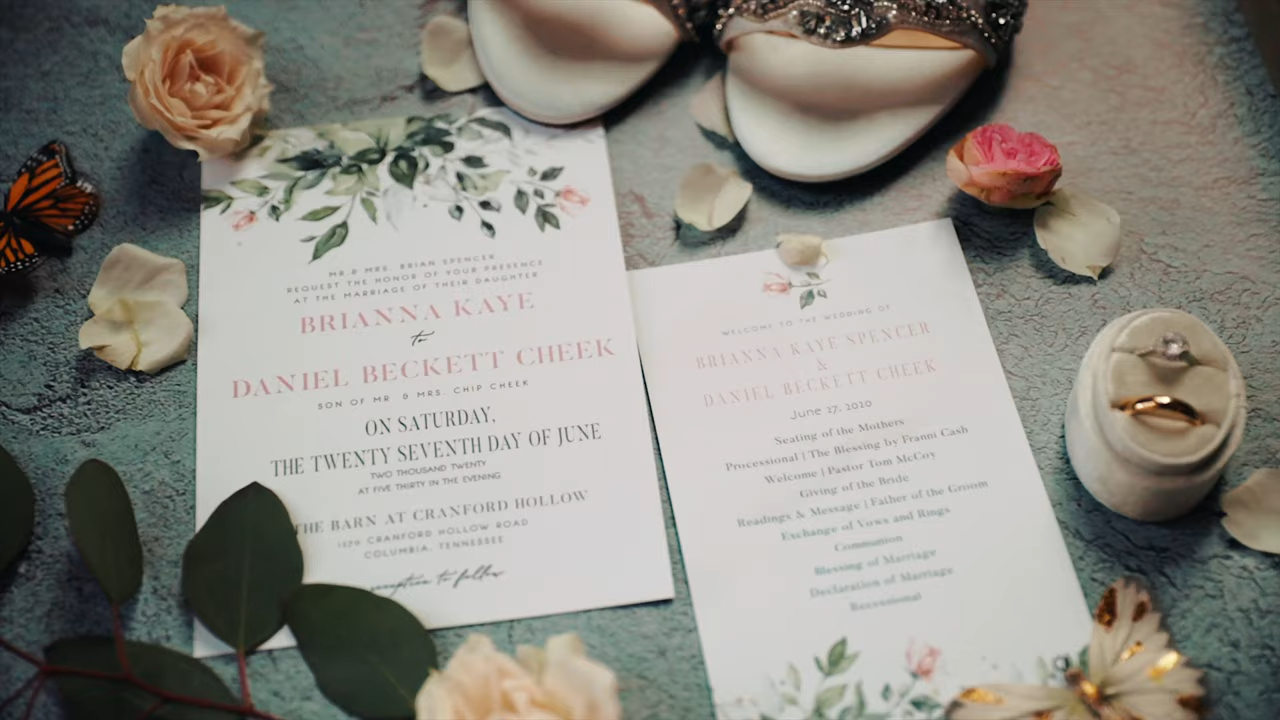 MR. & MRS. BRIAN SPENCER
REQUEST THE HONOR OF YOUR PRESENCE
AT THE MARRIAGE OF THEIR DAUGHTER
BRIANNA KAYE
to
DANIEL BECKETT CHEEK
SON OF MR. & MRS. CHIP CHEEK
ON SATURDAY,
THE TWENTY SEVENTH DAY OF JUNE
TWO THOUSAND TWENTY
AT FIVE THIRTY IN THE EVENING
THE BARN AT CRANFORD HOLLOW
CRANFORD HOLLOW ROAD
COLUMBIA, TENNESSEE
reception to follow
WELCOME TO THE WEDDING OF
BRIANNA KAYE SPENCER
&
DANIEL BECKETT CHEEK
June 27, 2020
Seating of the Mothers
Processional | The Blessing by Franni Cash
Welcome | Pastor Tom McCoy
Giving of the Bride
Readings & Message | Father of the Groom
Exchange of Vows and Rings
Communion
Blessing of Marriage
Declaration of Marriage
Recessional